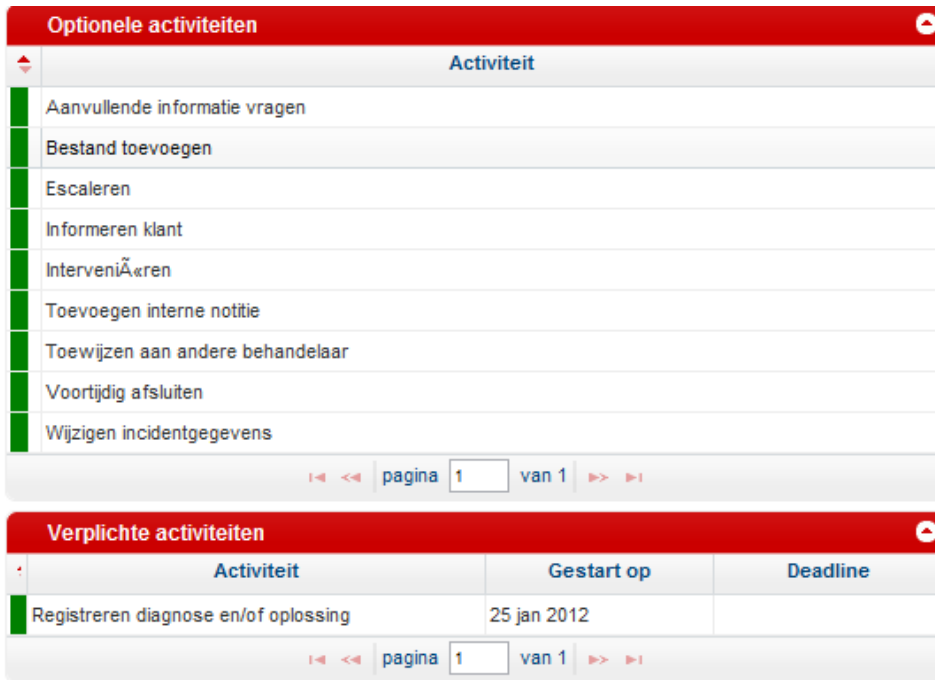 Optionele activiteiten
Activiteit
Aanvullende informatie vragen
Bestand toevoegen
Escaleren
Informeren klant
InterveniÃ«ren
Toevoegen interne notitie
Toewijzen aan andere behandelaar
Voortijdig afsluiten
Wijzigen incidentgegevens
pagina 1 van 1
Verplichte activiteiten
Activiteit Gestart op Deadline
Registreren diagnose en/of oplossing 25 jan 2012
pagina 1 van 1